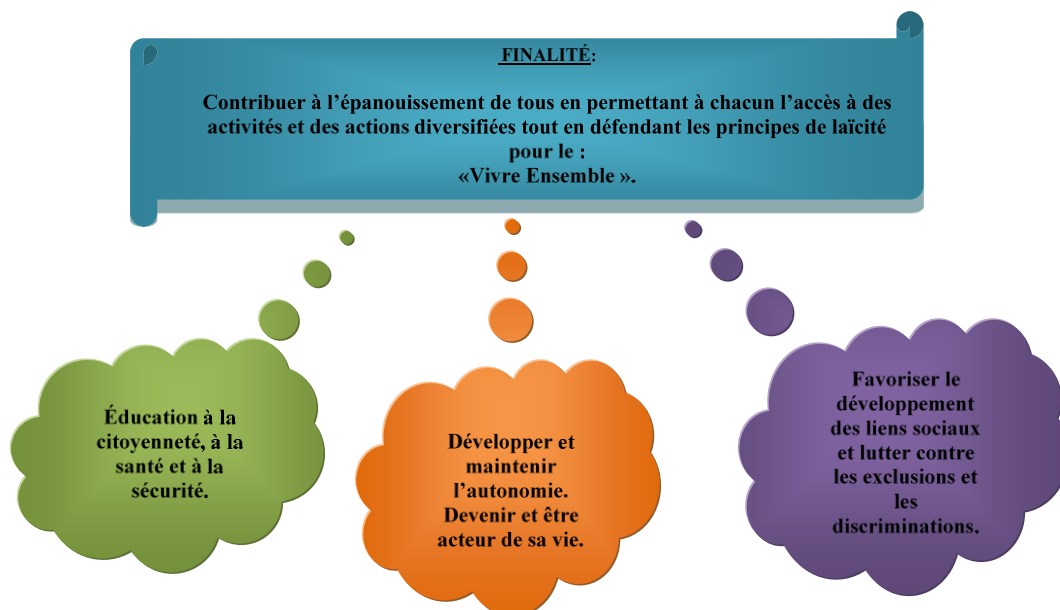 FINALITÉ:
Contribuer à l’épanouissement de tous en permettant à chacun l’accès à des
activités et des actions diversifiées tout en défendant les principes de laïcité
pour le :
«Vivre Ensemble ».
Éducation à la
citoyenneté, à la
santé et à la
sécurité.
Développer et
maintenir
l’autonomie.
Devenir et être
acteur de sa vie.
Favoriser le
développement
des liens sociaux
et lutter contre
les exclusions et
les
discriminations.